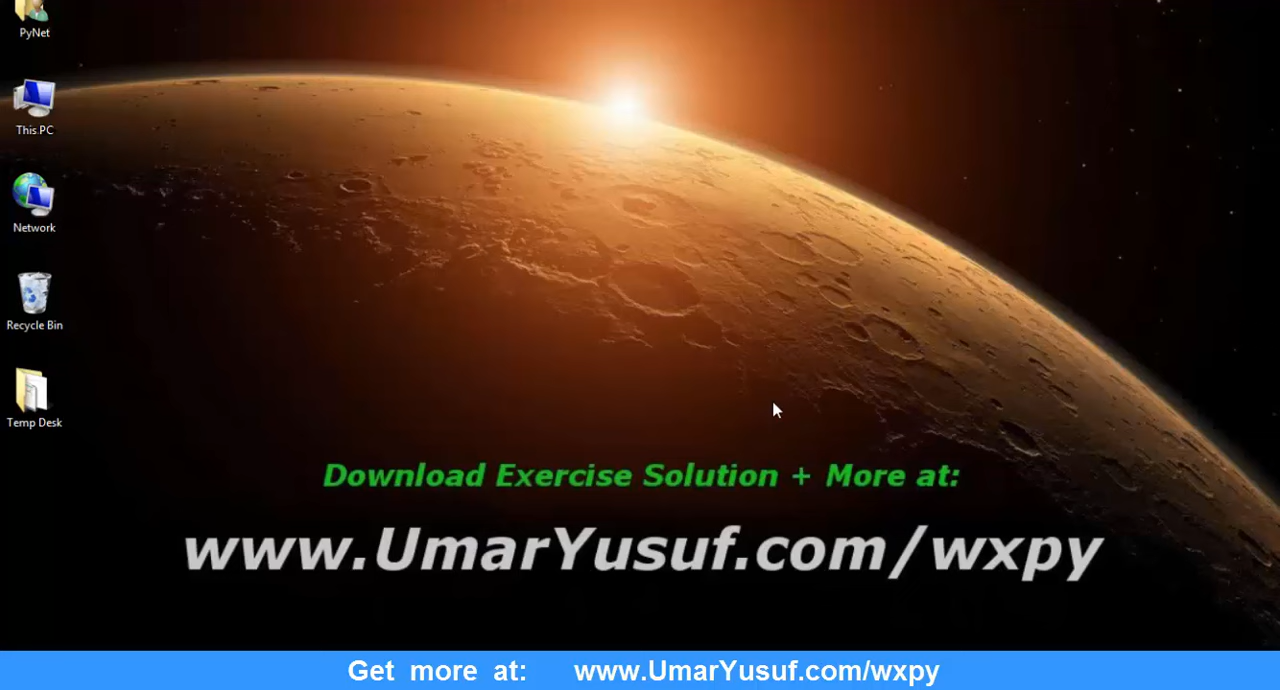 PyNet
This PC
Network
Recycle Bin
Temp Desk
Download Exercise Solution + More at:
www.UmarYusuf.com/wxpy
Get more at: www.UmarYusuf.com/wxpy